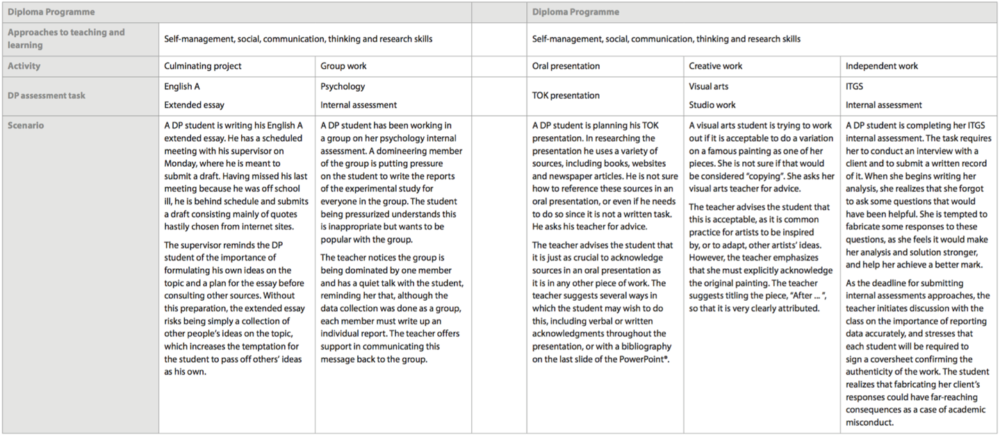 Diploma Programme
Diploma Programme
Approaches to teaching and
learning
Self-management, social, communication, thinking and research skills
Self-management, social, communication, thinking and research skills
Activity
Culminating project
Group work
Oral presentation
Creative work
Independent work
DP assessment task
English A
Extended essay
Psychology
Internal assessment
TOK presentation
Visual arts
Studio work
ITGS
Internal assessment
Scenario
A DP student is writing his English A
extended essay. He has a scheduled
meeting with his supervisor on
Monday, where he is meant to
submit a draft. Having missed his last
meeting because he was off school
ill, he is behind schedule and submits
a draft consisting mainly of quotes
hastily chosen from internet sites.
The supervisor reminds the DP
student of the importance of
formulating his own ideas on the
topic and a plan for the essay before
consulting other sources. Without
this preparation, the extended essay
risks being simply a collection of
other people's ideas on the topic,
which increases the temptation for
the student to pass off others' ideas
as his own.
A DP student has been working in
a group on her psychology internal
assessment. A domineering member
of the group is putting pressure
on the student to write the reports
of the experimental study for
everyone in the group. The student
being pressurized understands this
is inappropriate but wants to be
popular with the group.
The teacher notices the group is
being dominated by one member
and has a quiet talk with the student,
reminding her that, although the
data collection was done as a group,
each member must write up an
individual report. The teacher offers
support in communicating this
message back to the group.
A DP student is planning his TOK
presentation. In researching the
presentation he uses a variety of
sources, including books, websites
and newspaper articles. He is not sure
how to reference these sources in an
oral presentation, or even if he needs
to do so since it is not a written task.
He asks his teacher for advice.
The teacher advises the student that
it is just as crucial to acknowledge
sources in an oral presentation as
it is in any other piece of work. The
teacher suggests several ways in
which the student may wish to do
this, including verbal or written
acknowledgments throughout the
presentation, or with a bibliography
on the last slide of the PowerPoint®.
A visual arts student is trying to work
out if it is acceptable to do a variation
on a famous painting as one of her
pieces. She is not sure if that would
be considered "copying". She asks her
visual arts teacher for advice.
The teacher advises the student that
this is acceptable, as it is common
practice for artists to be inspired
by, or to adapt, other artists' ideas.
However, the teacher emphasizes
that she must explicitly acknowledge
the original painting. The teacher
suggests titling the piece, "After ... ",
so that it is very clearly attributed.
A DP student is completing her ITGS
internal assessment. The task requires
her to conduct an interview with a
client and to submit a written record
of it. When she begins writing her
analysis, she realizes that she forgot
to ask some questions that would
have been helpful. She is tempted to
fabricate some responses to these
questions, as she feels it would make
her analysis and solution stronger,
and help her achieve a better mark.
As the deadline for submitting
internal assessments approaches, the
teacher initiates discussion with the
class on the importance of reporting
data accurately, and stresses that
each student will be required to
sign a coversheet confirming the
authenticity of the work. The student
realizes that fabricating her client's
responses could have far-reaching
consequences as a case of academic
misconduct.